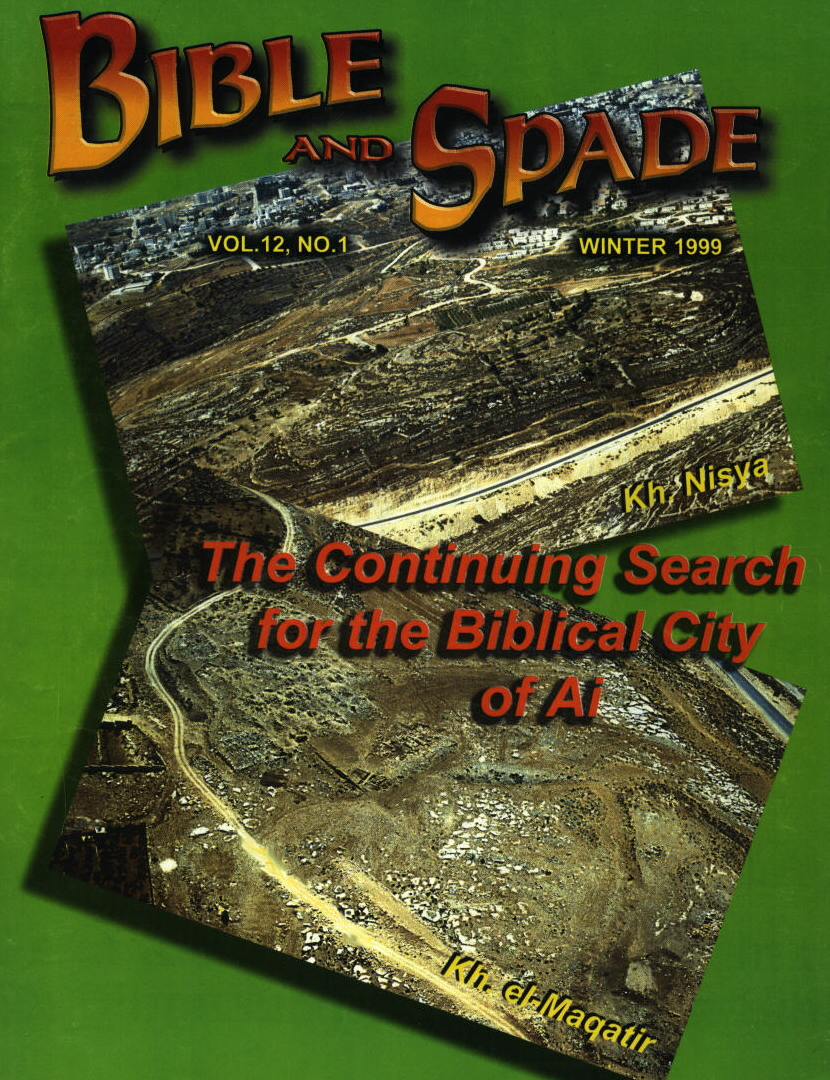 BIBLE
AND SPADE
VOL.12, NO.1 WINTER 1999
Kh. Nisya
The Continuing Search
for the Biblical City
of Ai
Kh. el-Maqatir